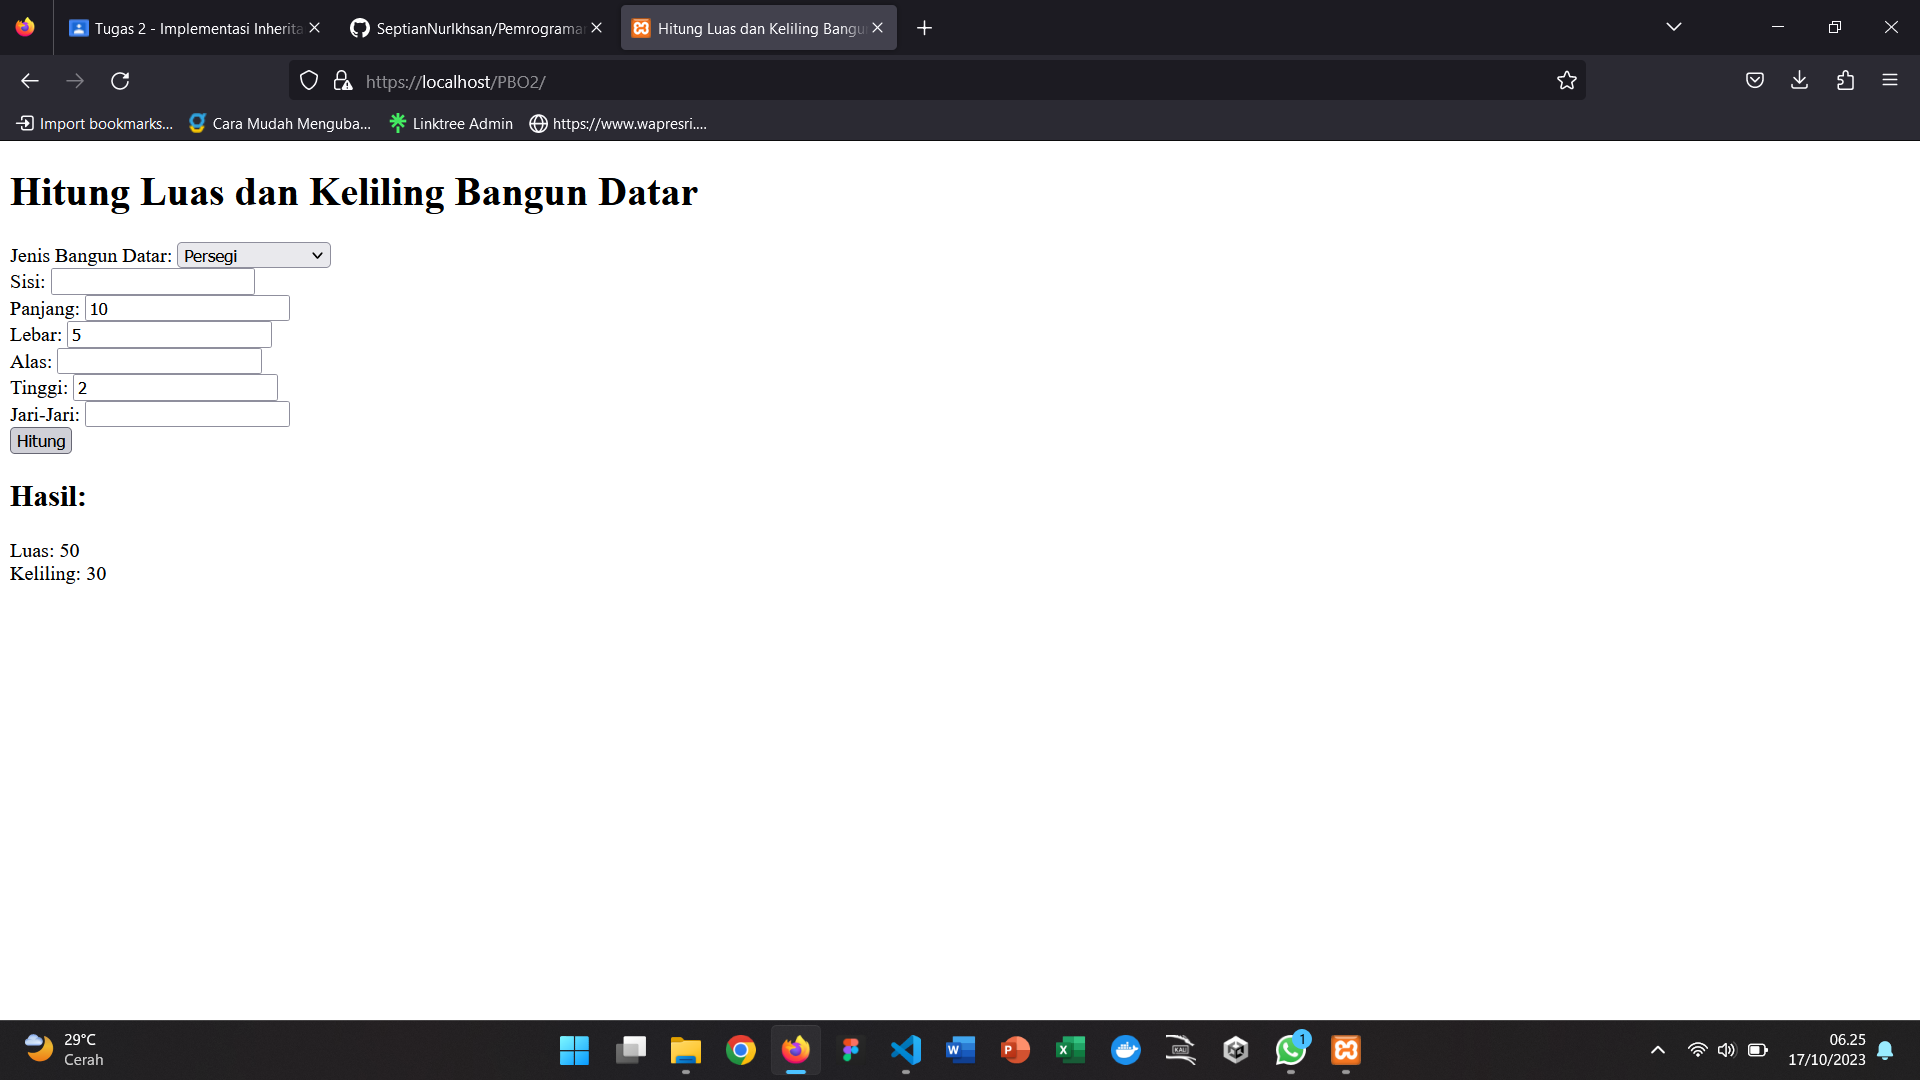 Tugas 2 - Implementasi Inherita
SeptianNurIkhsan/Pemrograma
Hitung Luas dan Keliling Bangu
https://localhost/PBO2/
Import bookmarks...
Cara Mudah Menguba...
Linktree Admin
https://www.wapresri....
Hitung Luas dan Keliling Bangun Datar
Jenis Bangun Datar: Persegi
Sisi:
Panjang: 10
Lebar: 5
Alas:
Tinggi: 2
Jari-Jari:
Hitung
Hasil:
Luas: 50
Keliling: 30
29°C
Cerah
KALI
1
06.25
17/10/2023